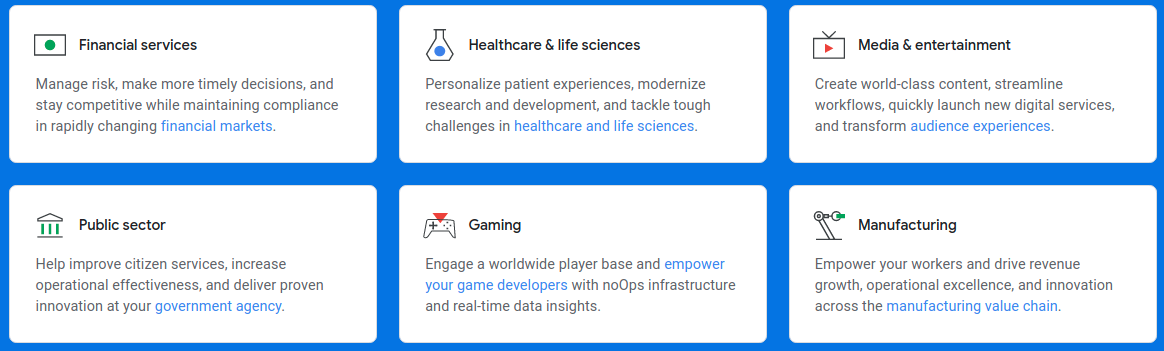 Financial services
Manage risk, make more timely decisions, and
stay competitive while maintaining compliance
in rapidly changing financial markets.
Healthcare & life sciences
Personalize patient experiences, modernize
research and development, and tackle tough
challenges in healthcare and life sciences.
Media & entertainment
Create world-class content, streamline
workflows, quickly launch new digital services,
and transform audience experiences.
Public sector
Help improve citizen services, increase
operational effectiveness, and deliver proven
innovation at your government agency.
Gaming
Engage a worldwide player base and empower
your game developers with noOps infrastructure
and real-time data insights.
Manufacturing
Empower your workers and drive revenue
growth, operational excellence, and innovation
across the manufacturing value chain.